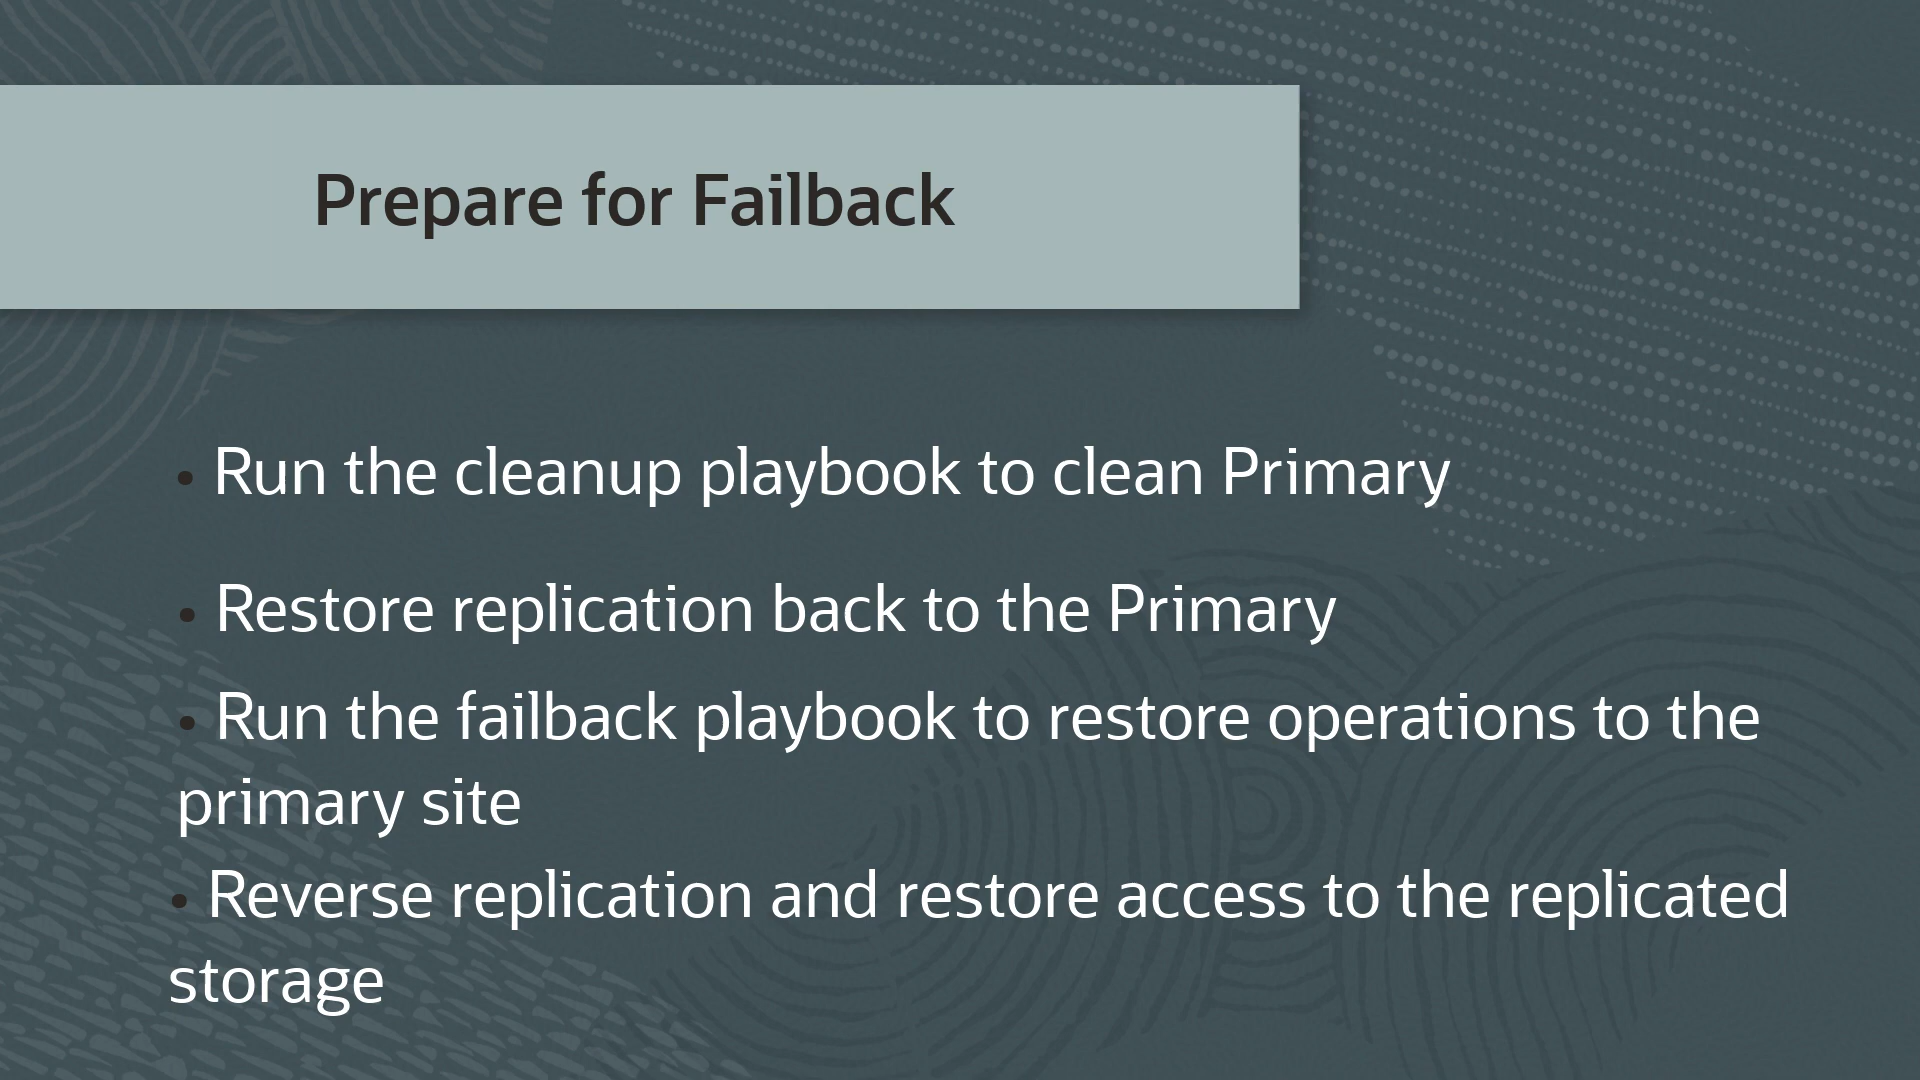 Prepare for Failback
• Run the cleanup playbook to clean Primary
• Restore replication back to the Primary
• Run the failback playbook to restore operations to the
primary site
• Reverse replication and restore access to the replicated
storage